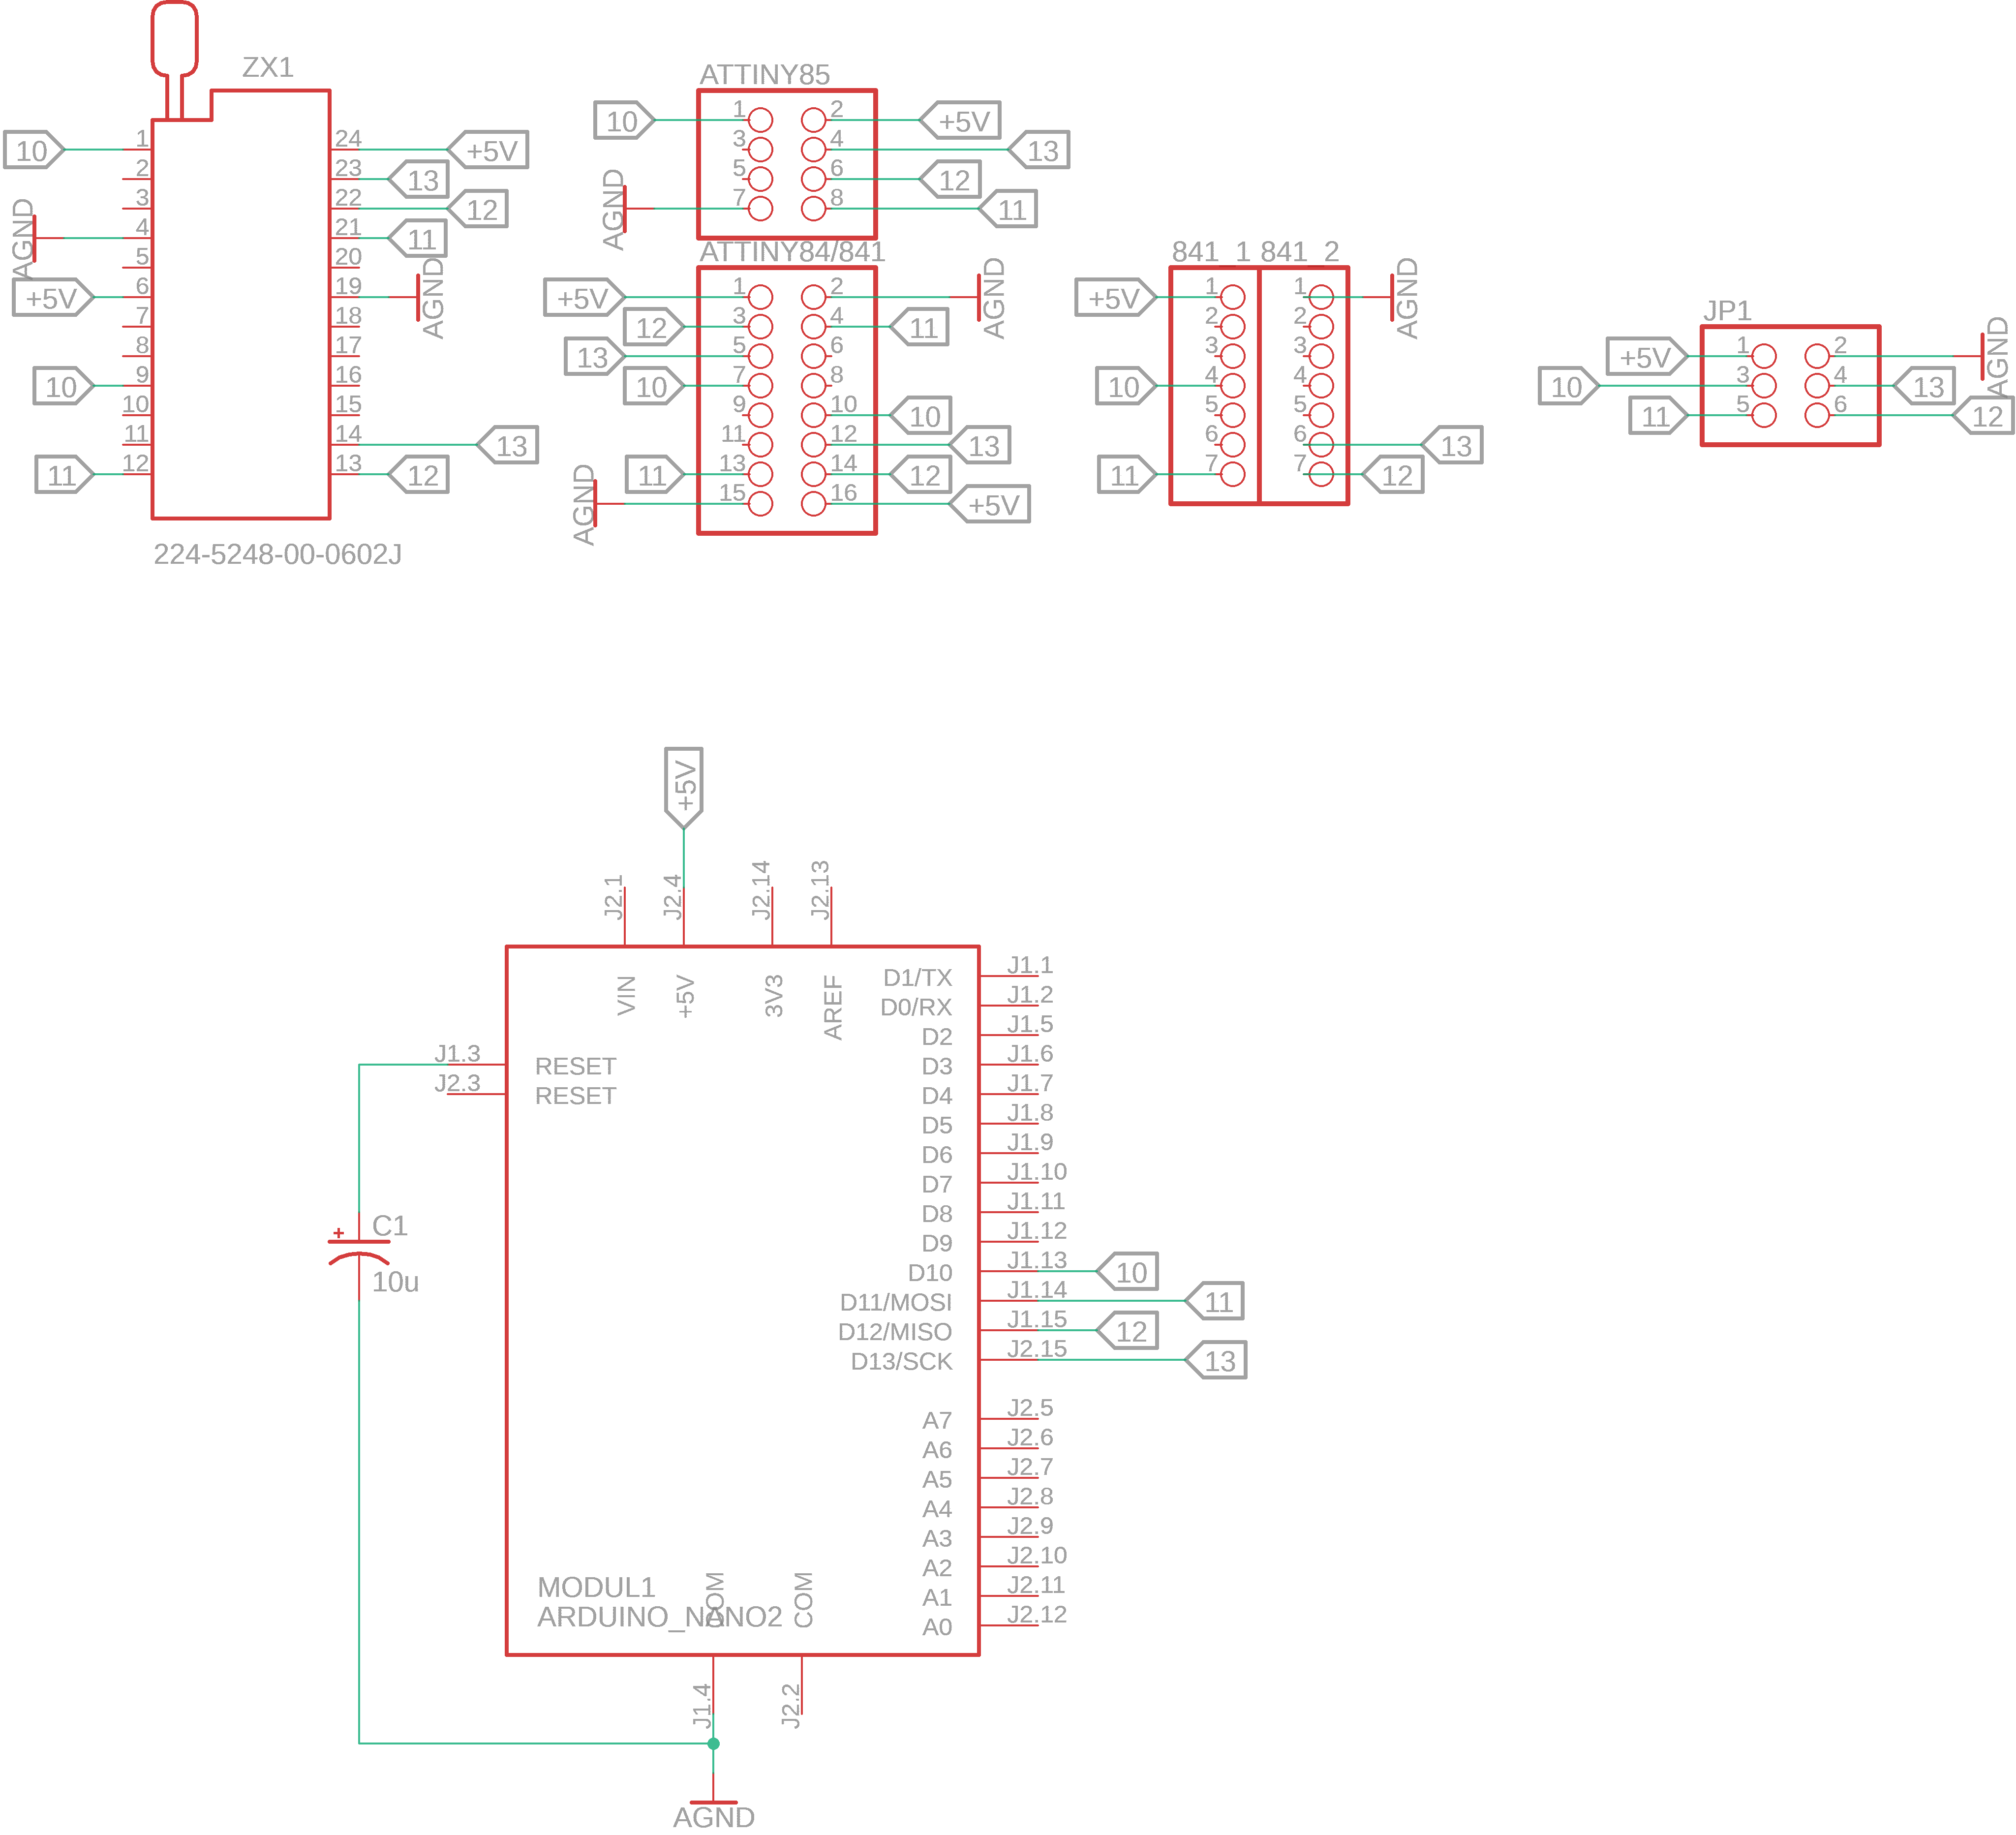 ZX1
10
1
2
3
AGND
4
5
+5V
6
7
8
10
9
10
11
11
12
24
+5V
23
13
22
12
21
11
20
19
AGND
18
17
16
15
14
13
13
12
224-5248-00-0602J
ATTINY85
10
1
2
+5V
3
4
13
5
6
12
AGND
7
8
11
ATTINY84/841
+5V
1
2
AGND
12
3
4
11
13
5
6
10
7
8
9
10
10
11
12
13
11
13
14
12
AGND
15
16
+5V
841_1
841_2
+5V
1
1
AGND
2
2
3
3
10
4
4
5
5
6
6
13
11
7
7
12
JP1
+5V
1
2
AGND
10
3
4
13
11
5
6
12
+5V
J2.1
J2.4
J2.14
J2.13
VIN
+5V
3V3
AREF
J1.3
RESET
J2.3
RESET
D1/TX
J1.1
D0/RX
J1.2
D2
J1.5
D3
J1.6
D4
J1.7
D5
J1.8
D6
J1.9
D7
J1.10
D8
J1.11
D9
J1.12
D10
J1.13
10
D11/MOSI
J1.14
11
D12/MISO
J1.15
12
D13/SCK
J2.15
13
A7
J2.5
A6
J2.6
A5
J2.7
A4
J2.8
A3
J2.9
A2
J2.10
A1
J2.11
A0
J2.12
+
C1
10u
MODUL1
ARDUINO_NANO2
COM
COM
J1.4
J2.2
AGND